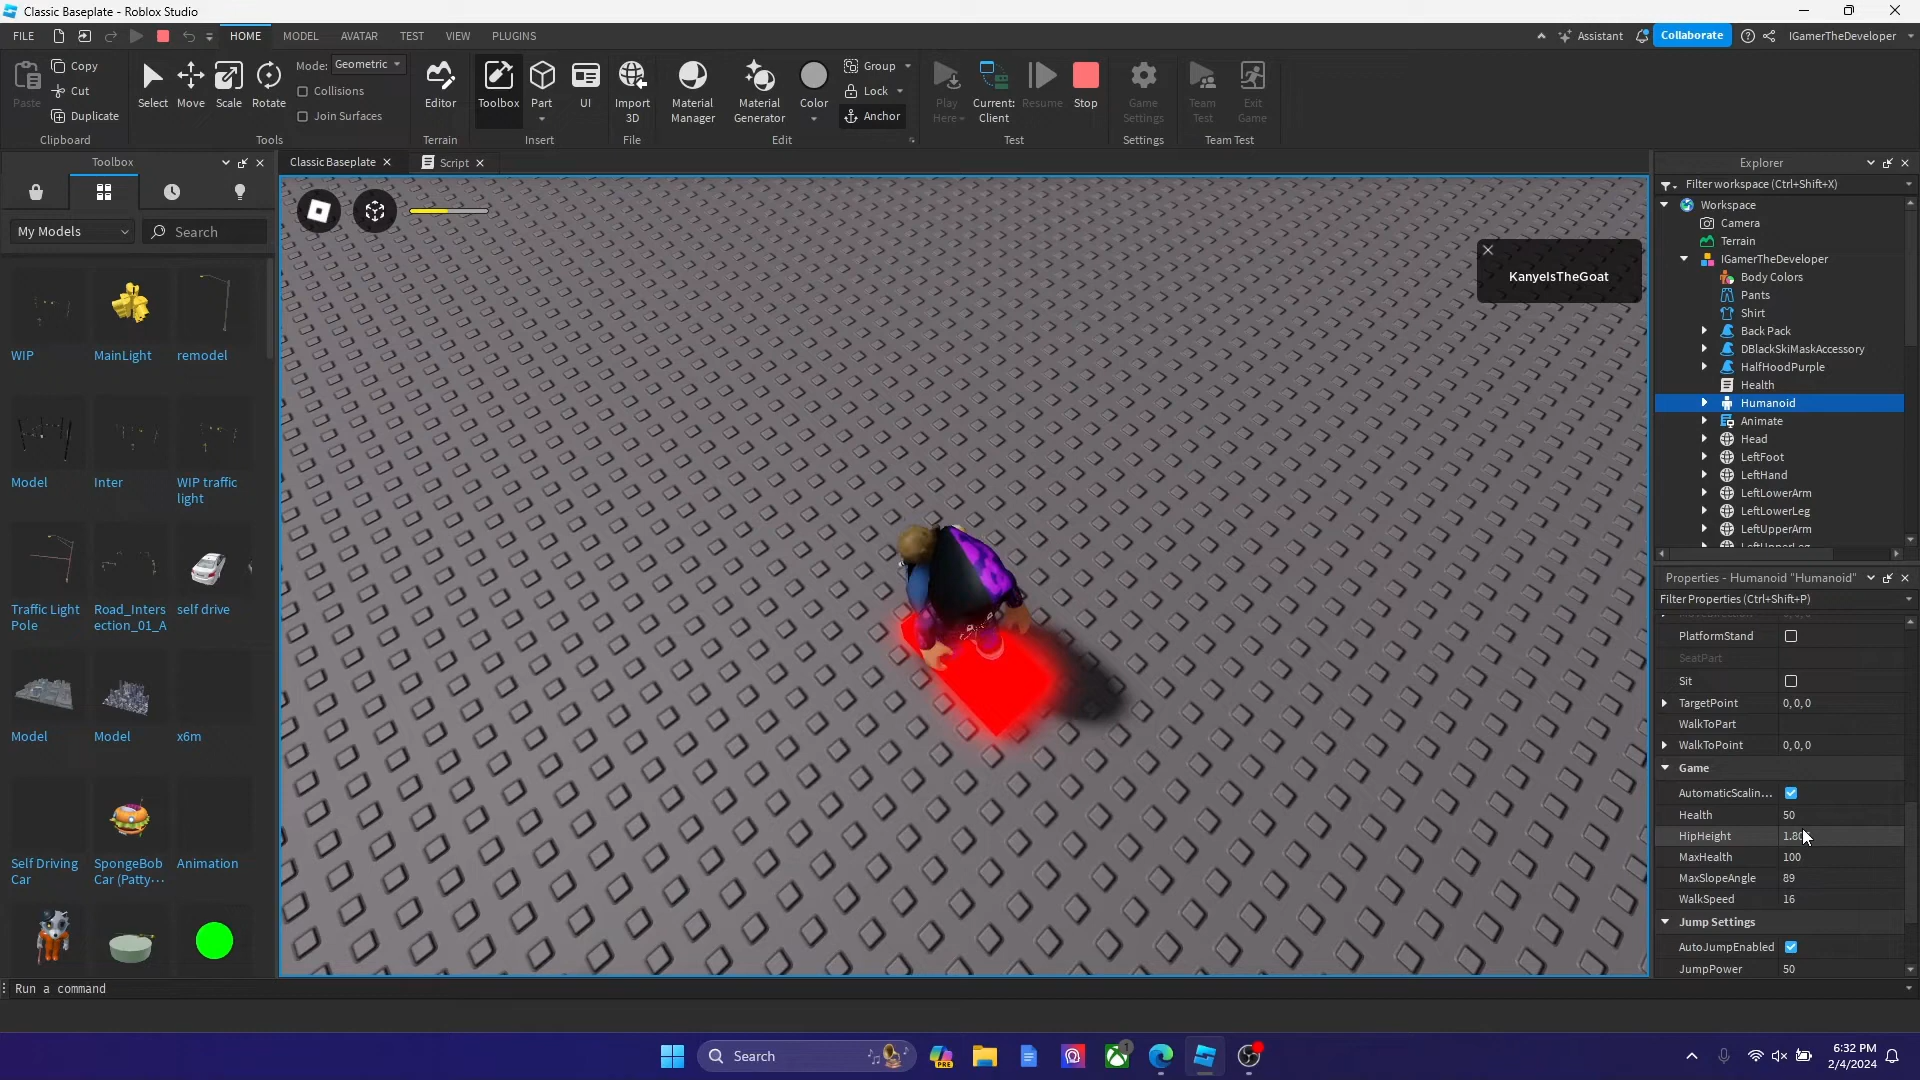 Classic Baseplate - Roblox Studio
FILE
HOME
MODEL
AVATAR
TEST
VIEW
PLUGINS
Assistant
Collaborate
IGamerTheDeveloper
Paste
Copy
Cut
Duplicate
Clipboard
Select
Move
Scale
Rotate
Mode: Geometric
Collisions
Join Surfaces
Tools
Editor
Terrain
Toolbox
Part
UI
Insert
Import
3D
File
Material
Manager
Material
Generator
Color
Group
Lock
Anchor
Edit
Play
Here
Current:
Client
Resume
Stop
Test
Game
Settings
Settings
Team
Test
Exit
Game
Team Test
Toolbox
My Models
Search
WIP
MainLight
remodel
Model
Inter
WIP traffic
light
Traffic Light
Pole
Road_Inters
ection_01_A
self drive
Model
Model
x6m
Self Driving
Car
SpongeBob
Car (Patty...
Animation
Classic Baseplate
Script
KanyeIsTheGoat
Explorer
Filter workspace (Ctrl+Shift+X)
Workspace
Camera
Terrain
IGamerTheDeveloper
Body Colors
Pants
Shirt
Back Pack
DBlackSkiMaskAccessory
HalfHoodPurple
Health
Humanoid
Animate
Head
LeftFoot
LeftHand
LeftLowerArm
LeftLowerLeg
LeftUpperArm
Properties - Humanoid "Humanoid"
Filter Properties (Ctrl+Shift+P)
PlatformStand
SeatPart
Sit
TargetPoint 0, 0, 0
WalkToPart
WalkToPoint 0, 0, 0
Game
AutomaticScalin...
Health 50
HipHeight
MaxHealth 100
MaxSlopeAngle 89
WalkSpeed 16
Jump Settings
AutoJumpEnabled
JumpPower 50
Run a command
Search
PRE
1
6:32 PM
2/4/2024